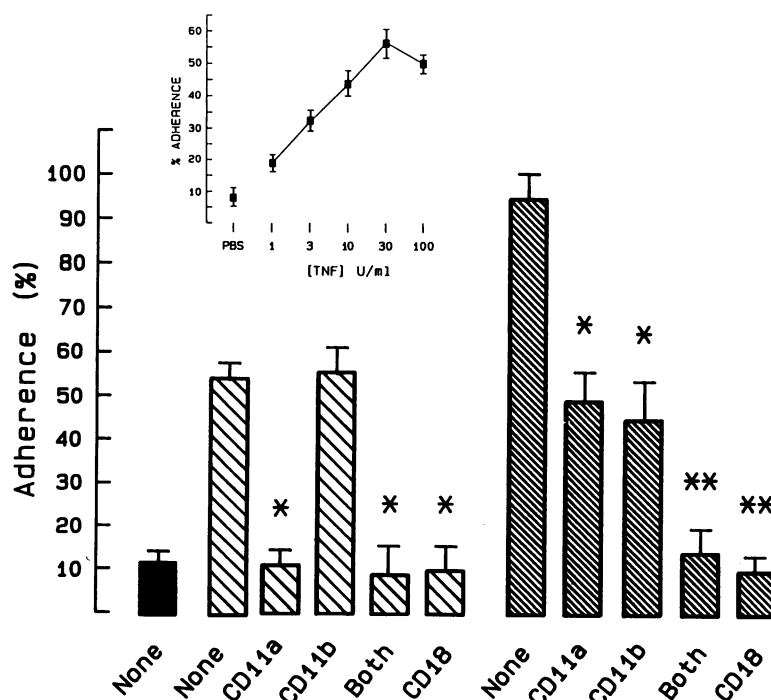 60
50
40
30
20
10
% ADHERENCE
PBS 1 3 10 30 100
[TNF] U/ml
100
90
80
70
60
50
40
30
20
10
Adherence (%)
* * *
* * ** **
None None CD11a CD11b Both CD18 None CD11a CD11b Both CD18